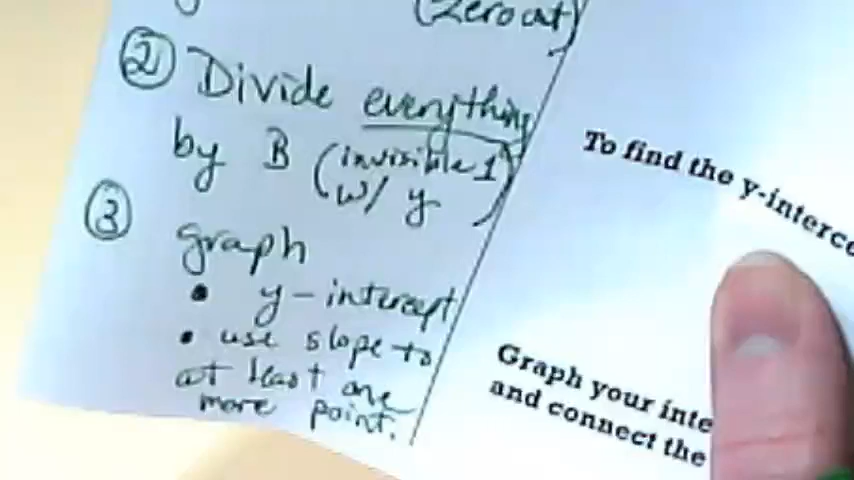 (zero out)
② Divide everything
by B (invisible 1
w/ y)
③ graph
• y-intercept
• use slope to
at least one
more point.
To find the y-interce
Graph your inte
and connect the